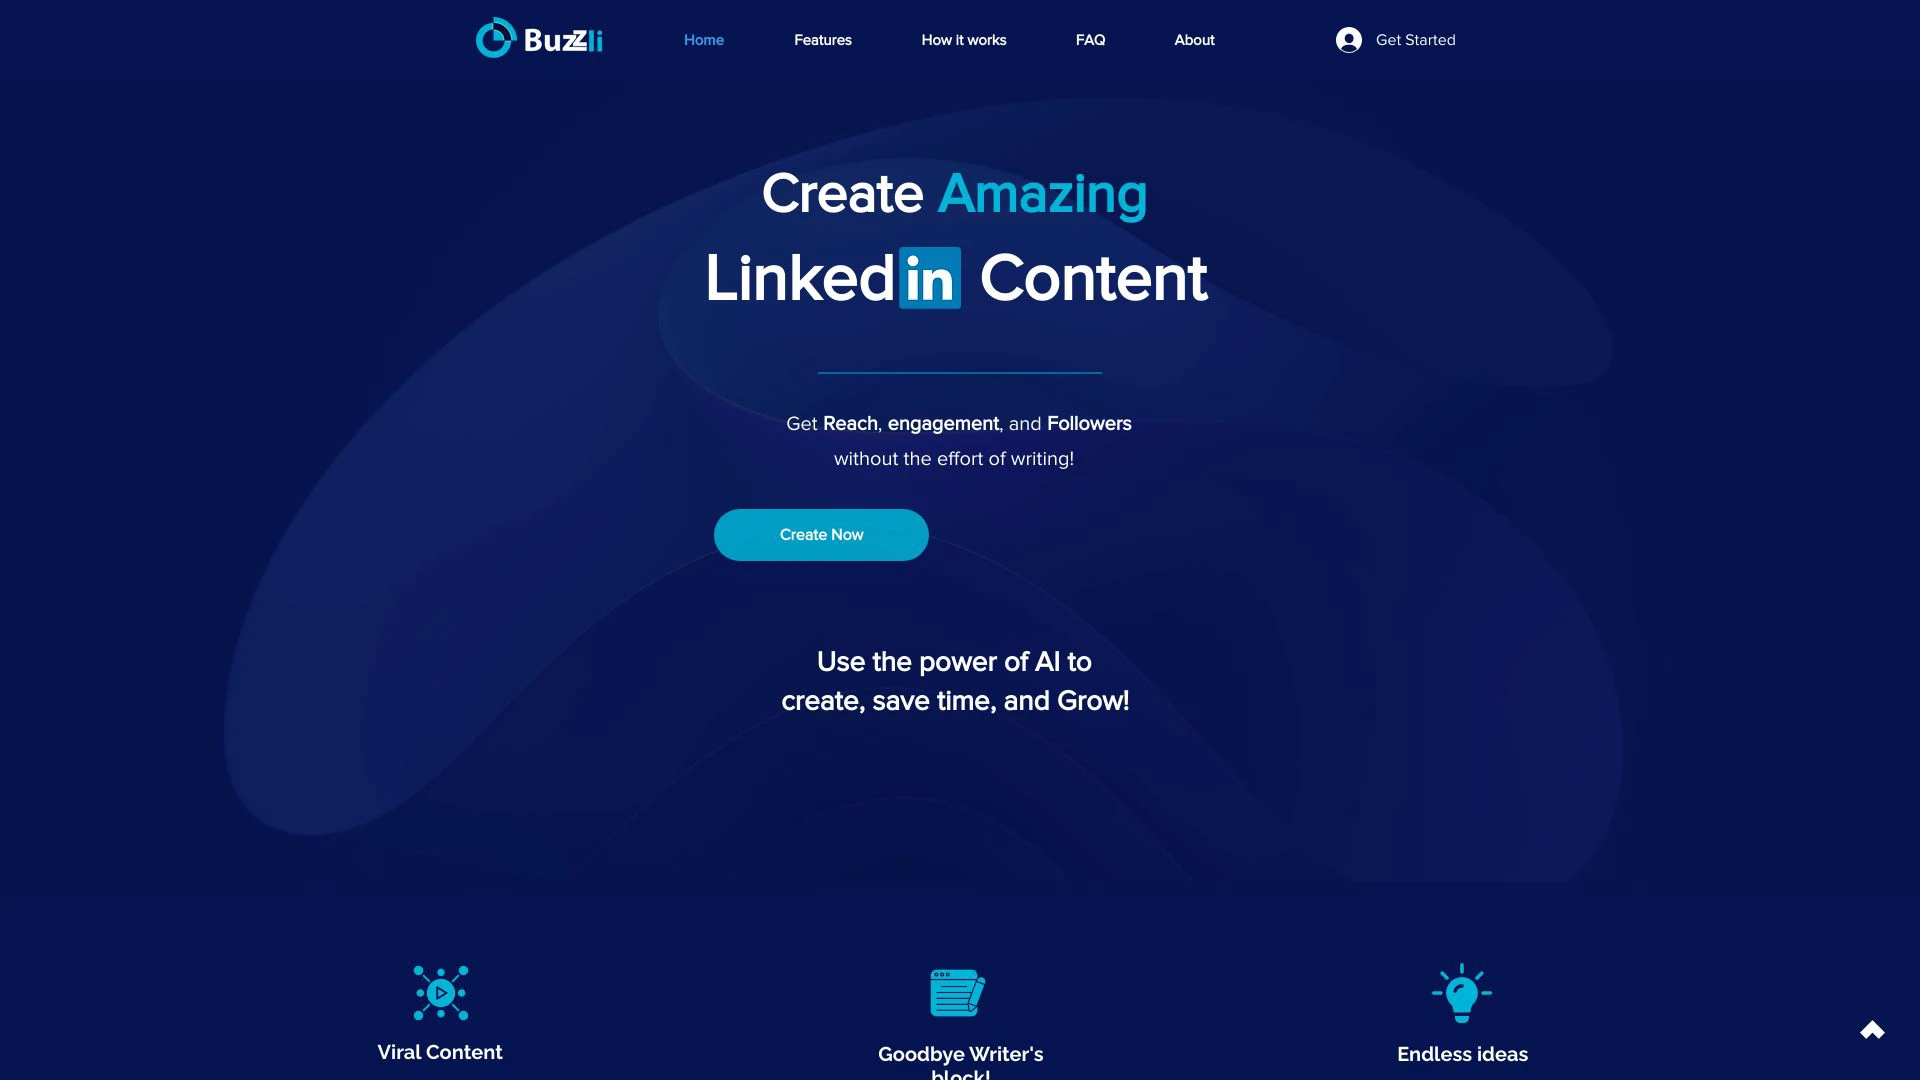 BuzZli
Home
Features
How it works
FAQ
About
Get Started
Create Amazing
Linkedin Content
Get Reach, engagement, and Followers
without the effort of writing!
Create Now
Use the power of AI to
create, save time, and Grow!
Viral Content
Goodbye Writer's
block!
Endless ideas